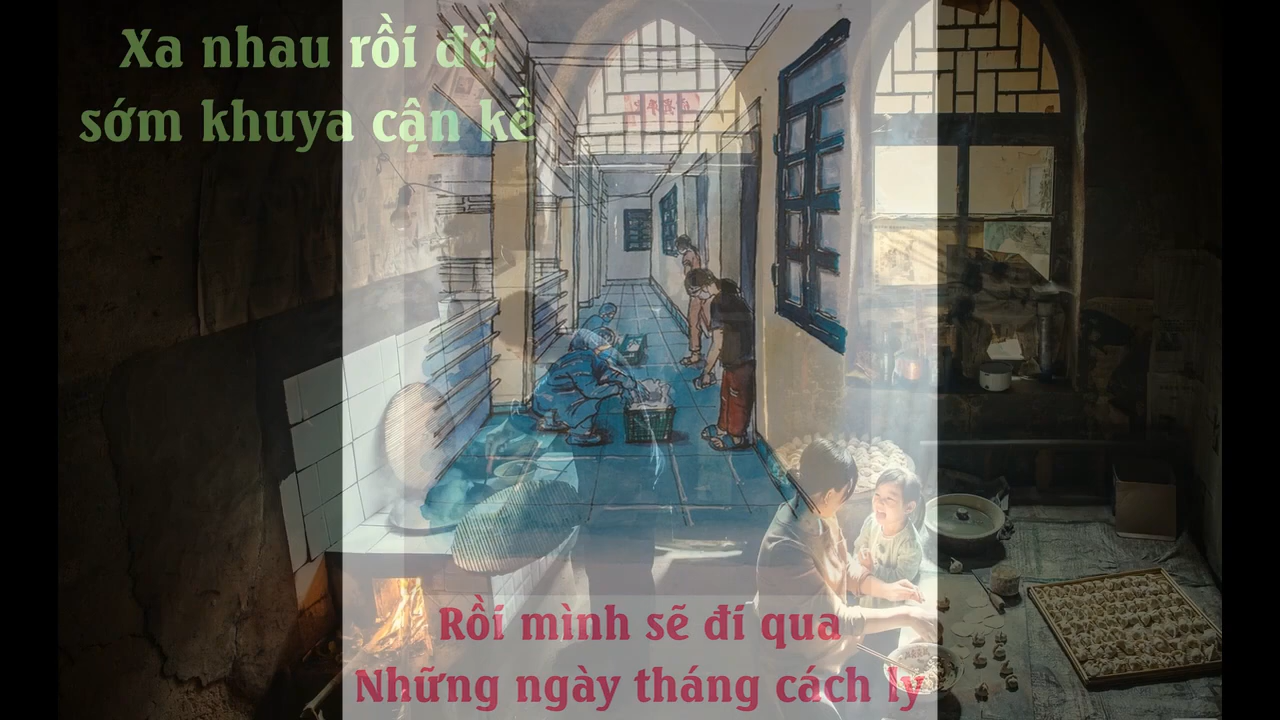 Xa nhau rồi để
sớm khuya cận kề
Rồi mình sẽ đi qua
Những ngày tháng cách ly